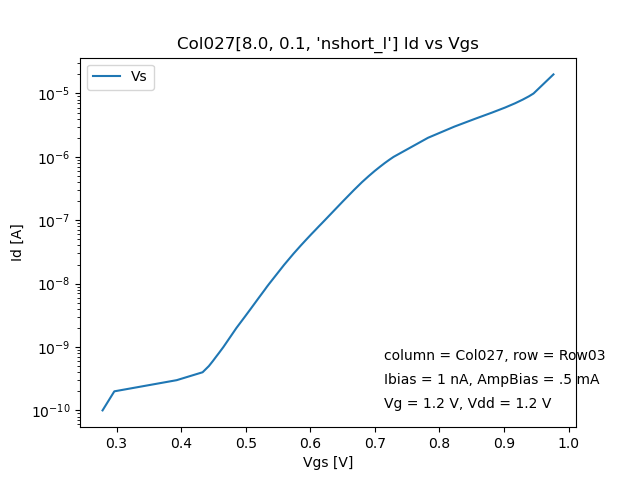 Col027[8.0, 0.1, 'nshort_l'] Id vs Vgs
Vs
10⁻⁵
10⁻⁶
10⁻⁷
10⁻⁸
10⁻⁹
10⁻¹⁰
Id [A]
column = Col027, row = Row03
Ibias = 1 nA, AmpBias = .5 mA
Vg = 1.2 V, Vdd = 1.2 V
0.3 0.4 0.5 0.6 0.7 0.8 0.9 1.0
Vgs [V]